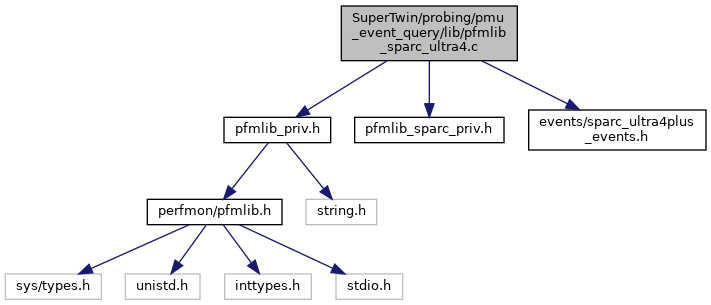 SuperTwin/probing/pmu
_event_query/lib/pfmlib
_sparc_ultra4.c
pfmlib_priv.h
pfmlib_sparc_priv.h
events/sparc_ultra4plus
_events.h
perfmon/pfmlib.h
string.h
sys/types.h
unistd.h
inttypes.h
stdio.h